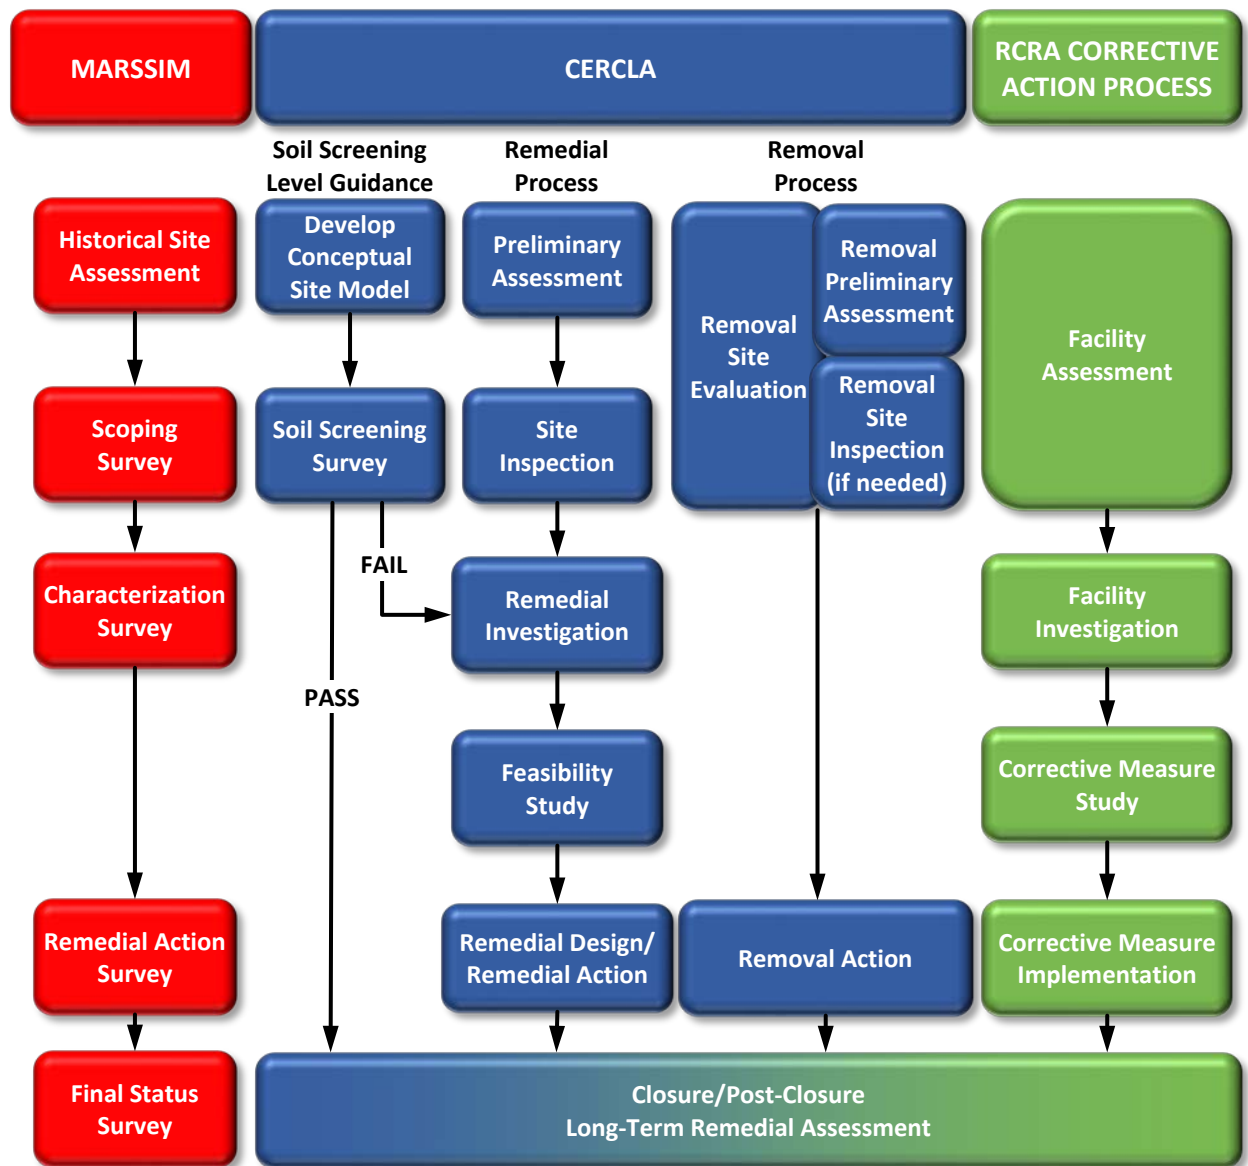 MARSSIM
CERCLA
RCRA CORRECTIVE
ACTION PROCESS
Soil Screening
Level Guidance
Remedial
Process
Removal
Process
Historical Site
Assessment
Develop
Conceptual
Site Model
Preliminary
Assessment
Removal
Site
Evaluation
Removal
Preliminary
Assessment
Facility
Assessment
Scoping
Survey
Soil Screening
Survey
Site
Inspection
Removal
Site
Inspection
(if needed)
FAIL
Characterization
Survey
Remedial
Investigation
Facility
Investigation
PASS
Feasibility
Study
Corrective Measure
Study
Remedial Action
Survey
Remedial Design/
Remedial Action
Removal Action
Corrective Measure
Implementation
Final Status
Survey
Closure/Post-Closure
Long-Term Remedial Assessment